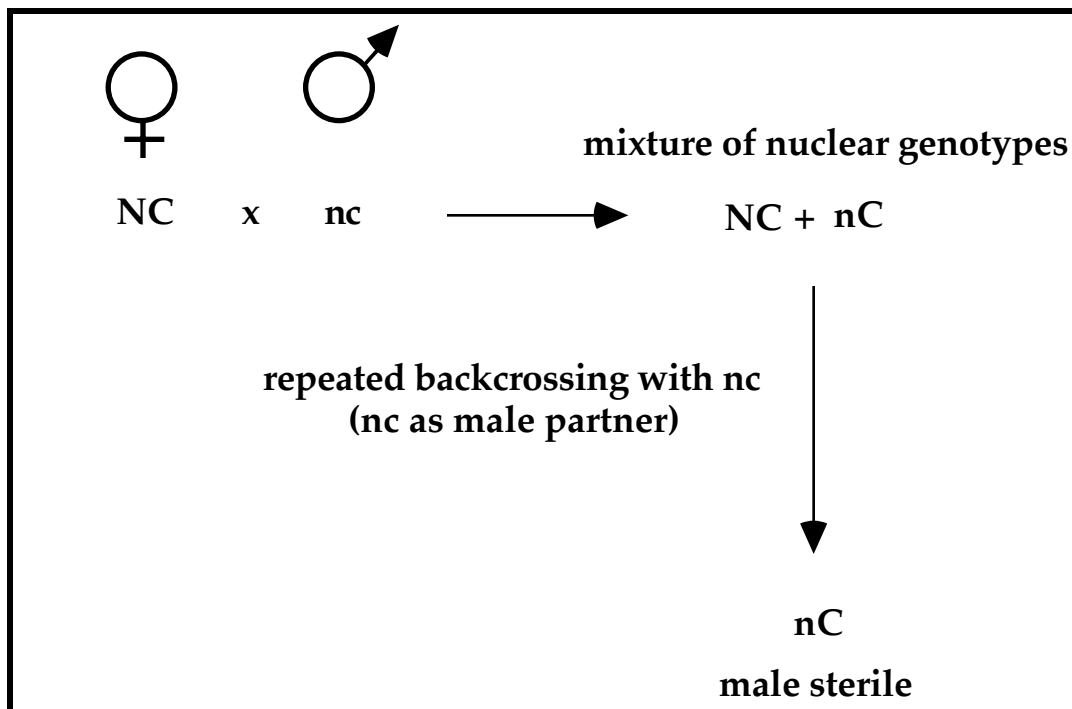 mixture of nuclear genotypes
NC x nc NC + nC
repeated backcrossing with nc
(nc as male partner)
nC
male sterile